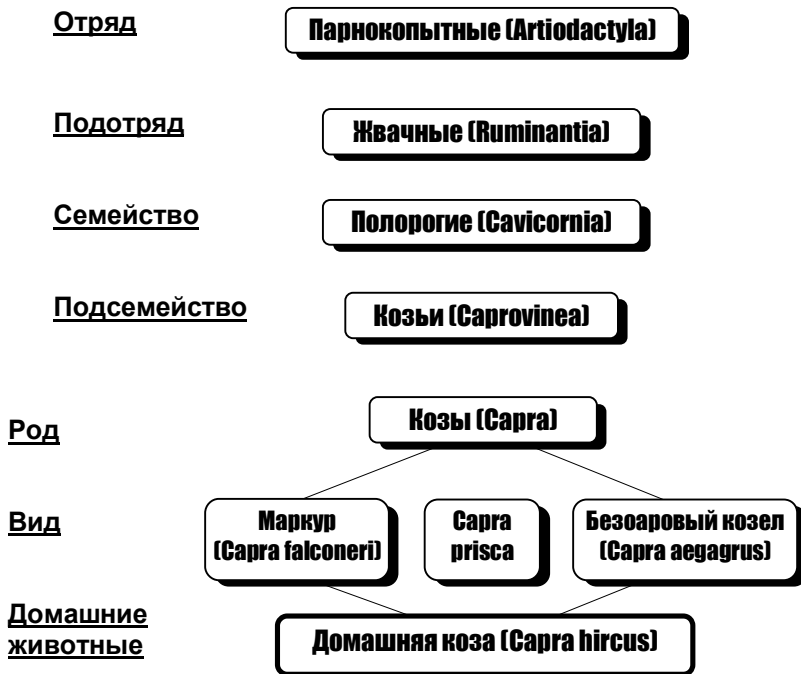 Отряд
Парнокопытные (Artiodactyla)
Подотряд
Жвачные (Ruminantia)
Семейство
Полорогие (Cavicornia)
Подсемейство
Козьи (Caprovinea)
Род
Козы (Capra)
Вид
Маркур
(Capra falconeri)
Capra
prisca
Безоаровый козел
(Capra aegagrus)
Домашние
животные
Домашняя коза (Capra hircus)